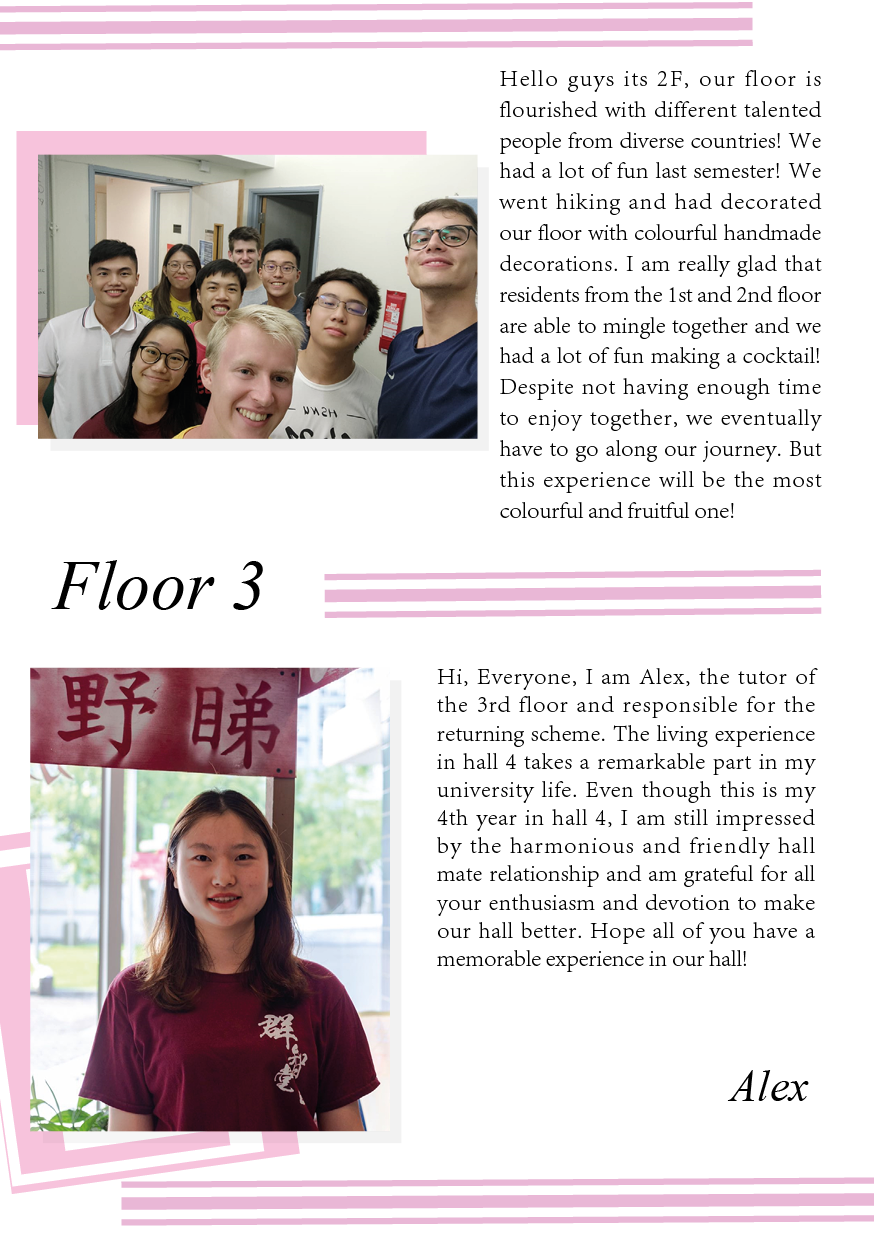 Hello guys its 2F, our floor is
flourished with different talented
people from diverse countries! We
had a lot of fun last semester! We
went hiking and had decorated
our floor with colourful handmade
decorations. I am really glad that
residents from the 1st and 2nd floor
are able to mingle together and we
had a lot of fun making a cocktail!
Despite not having enough time
to enjoy together, we eventually
have to go along our journey. But
this experience will be the most
colourful and fruitful one!
Floor 3
野 睇
群
堂
Hi, Everyone, I am Alex, the tutor of
the 3rd floor and responsible for the
returning scheme. The living experience
in hall 4 takes a remarkable part in my
university life. Even though this is my
4th year in hall 4, I am still impressed
by the harmonious and friendly hall
mate relationship and am grateful for all
your enthusiasm and devotion to make
our hall better. Hope all of you have a
memorable experience in our hall!
Alex